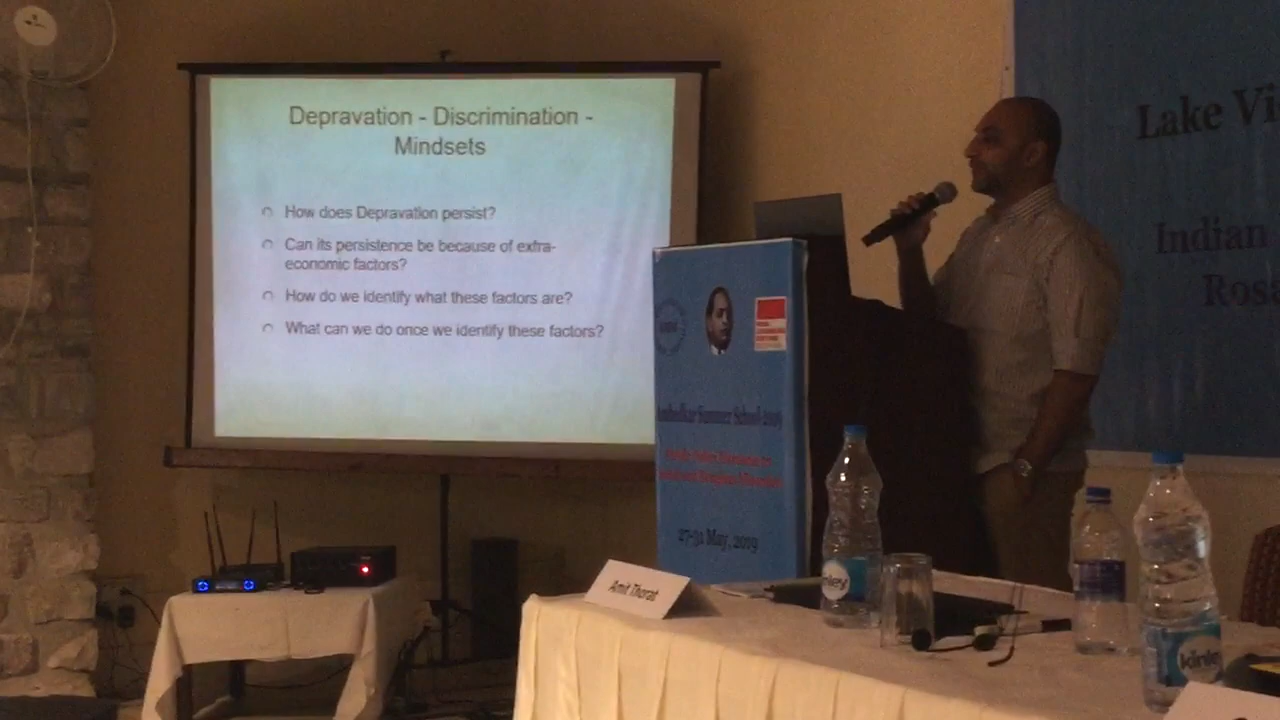 Depravation - Discrimination -
Mindsets
How does Depravation persist?
Can its persistence be because of extra-
economic factors?
How do we identify what these factors are?
What can we do once we identify these factors?
Lake Vi
Indian
Rosa
Ambedkar Summer School-2019
27-31 May, 2019
Amit Thorat
nley
kinley